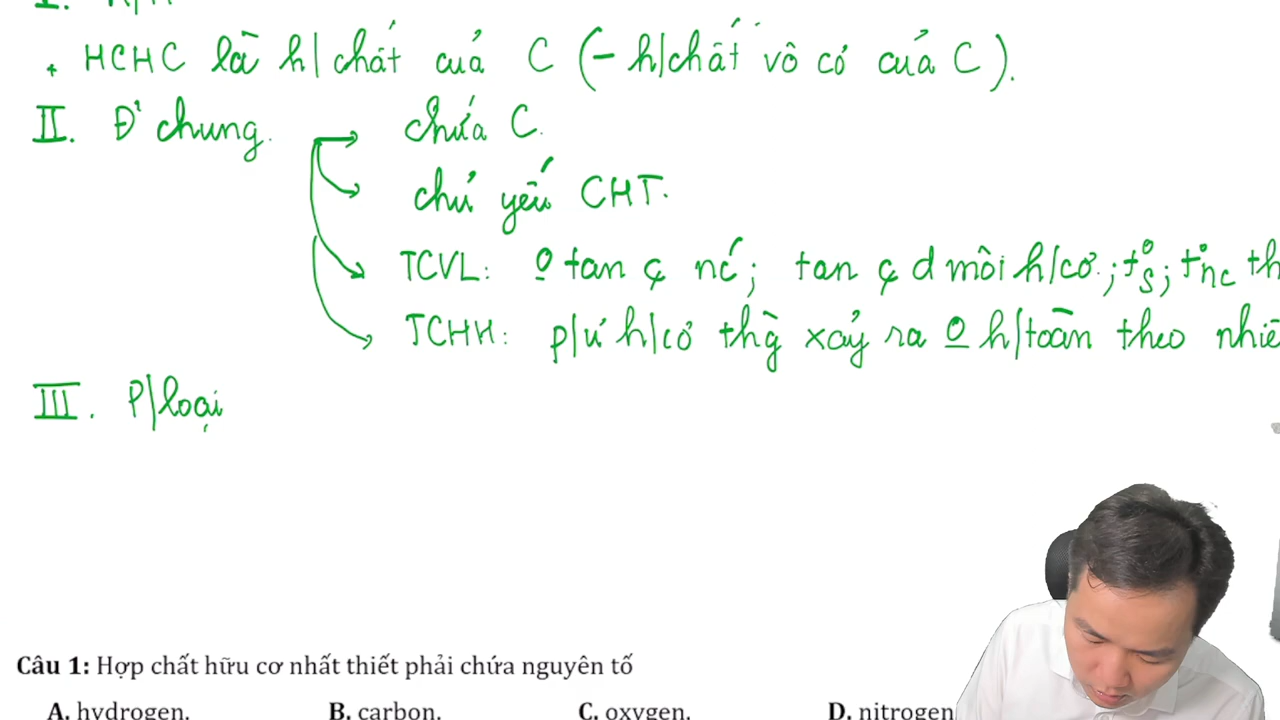 I.
+ HCHC là h/chất của C (- h/chất vô cơ của C).
II. Đ' chung.
chứa C.
chủ yếu CHT.
TCVL: o tan ç nc'; tan ç d môi h/cơ; t°s; t°nc th
TCHH: p/ứ h/cơ thg̀ xảy ra o h/toàn theo nhiề
III. P/loại
Câu 1: Hợp chất hữu cơ nhất thiết phải chứa nguyên tố
A. hydrogen. B. carbon. C. oxygen. D. nitrogen